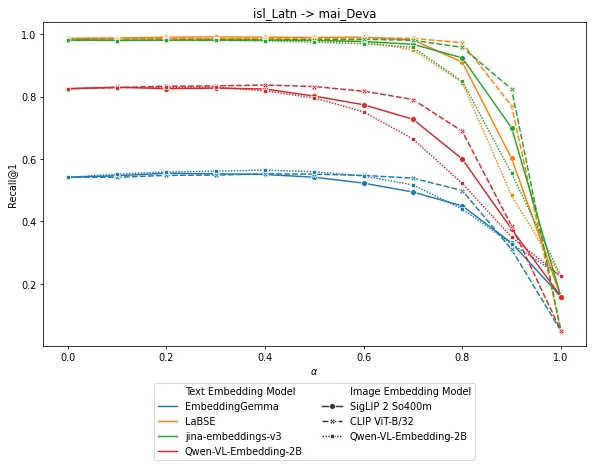 isl_Latn -> mai_Deva
1.0
0.8
0.6
0.4
0.2
Recall@1
0.0 0.2 0.4 0.6 0.8 1.0
α
Text Embedding Model
EmbeddingGemma
LaBSE
jina-embeddings-v3
Qwen-VL-Embedding-2B
Image Embedding Model
SigLIP 2 So400m
CLIP ViT-B/32
Qwen-VL-Embedding-2B